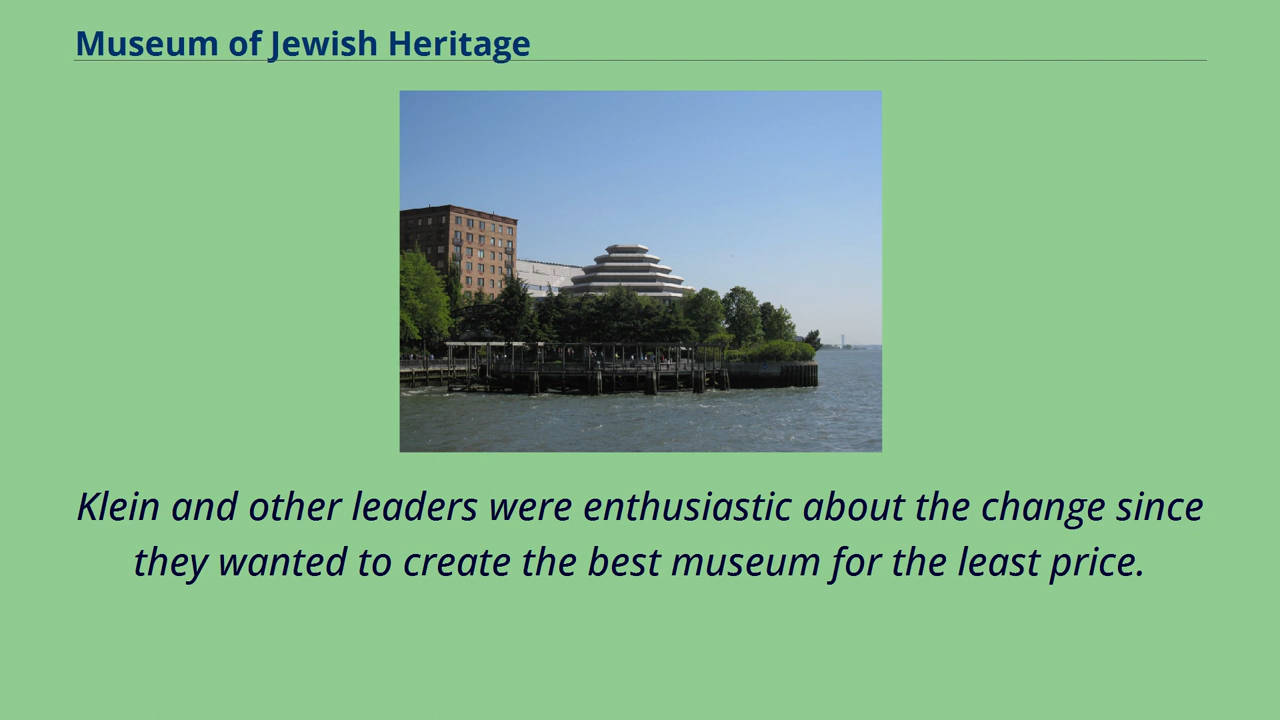 Museum of Jewish Heritage
Klein and other leaders were enthusiastic about the change since
they wanted to create the best museum for the least price.